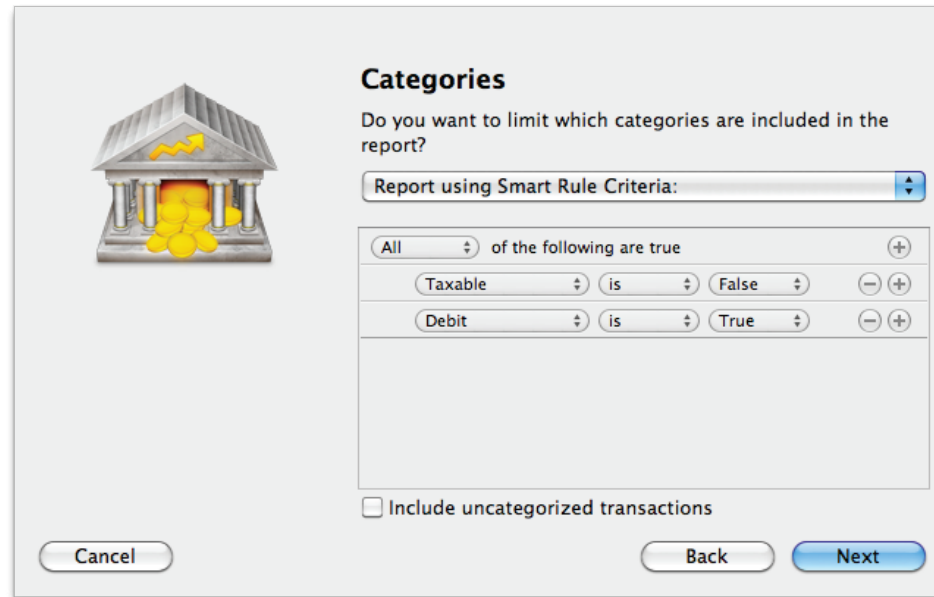 Categories
Do you want to limit which categories are included in the
report?
Report using Smart Rule Criteria:
All of the following are true
Taxable is False
Debit is True
Include uncategorized transactions
Cancel Back Next